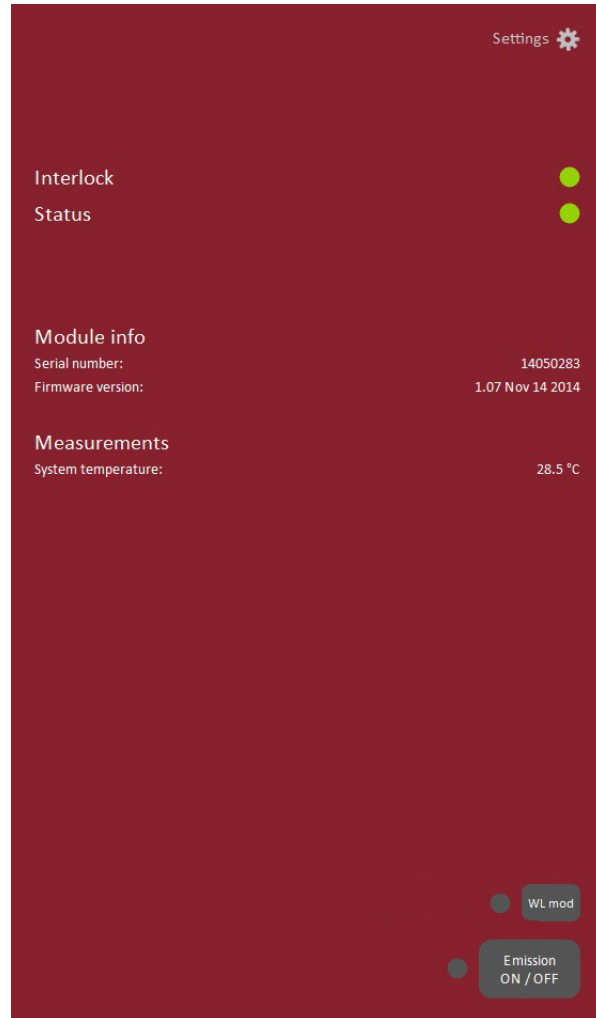 Settings
Interlock
Status
Module info
Serial number: 14050283
Firmware version: 1.07 Nov 14 2014
Measurements
System temperature: 28.5 °C
WL mod
Emission
ON / OFF